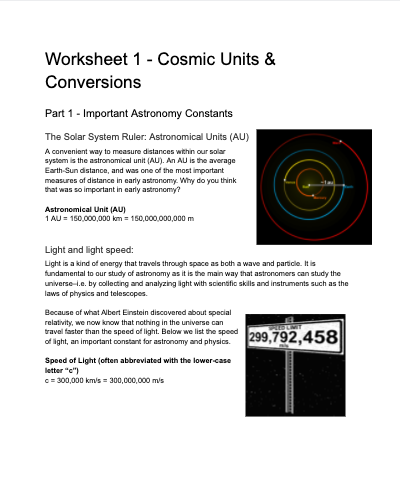 Worksheet 1 - Cosmic Units &
Conversions
Part 1 - Important Astronomy Constants
The Solar System Ruler: Astronomical Units (AU)
A convenient way to measure distances within our solar
system is the astronomical unit (AU). An AU is the average
Earth-Sun distance, and was one of the most important
measures of distance in early astronomy. Why do you think
that was so important in early astronomy?
Astronomical Unit (AU)
1 AU = 150,000,000 km = 150,000,000,000 m
~1 AU
Light and light speed:
Light is a kind of energy that travels through space as both a wave and particle. It is
fundamental to our study of astronomy as it is the main way that astronomers can study the
universe–i.e. by collecting and analyzing light with scientific skills and instruments such as the
laws of physics and telescopes.
Because of what Albert Einstein discovered about special
relativity, we now know that nothing in the universe can
travel faster than the speed of light. Below we list the speed
of light, an important constant for astronomy and physics.
Speed of Light (often abbreviated with the lower-case
letter “c”)
c = 300,000 km/s = 300,000,000 m/s
SPEED LIMIT
299,792,458
m/s